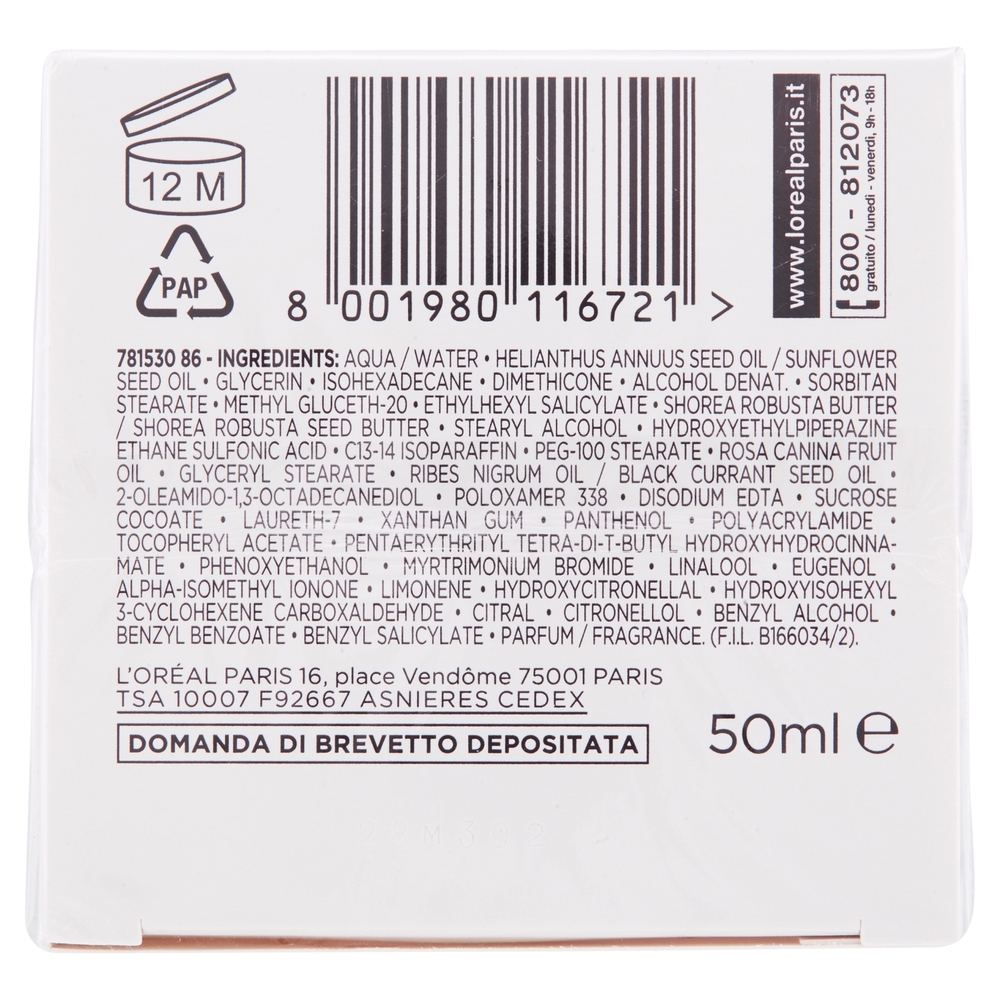 12 M
PAP
8 001980 116721 >
www.lorealparis.it
800 - 812073
gratuito / lunedì - venerdì, 9h - 18h
781530 86 - INGREDIENTS: AQUA / WATER • HELIANTHUS ANNUUS SEED OIL / SUNFLOWER
SEED OIL • GLYCERIN • ISOHEXADECANE • DIMETHICONE • ALCOHOL DENAT. • SORBITAN
STEARATE • METHYL GLUCETH-20 • ETHYLHEXYL SALICYLATE • SHOREA ROBUSTA BUTTER
/ SHOREA ROBUSTA SEED BUTTER • STEARYL ALCOHOL • HYDROXYETHYLPIPERAZINE
ETHANE SULFONIC ACID • C13-14 ISOPARAFFIN • PEG-100 STEARATE • ROSA CANINA FRUIT
OIL • GLYCERYL STEARATE • RIBES NIGRUM OIL / BLACK CURRANT SEED OIL •
2-OLEAMIDO-1,3-OCTADECANEDIOL • POLOXAMER 338 • DISODIUM EDTA • SUCROSE
COCOATE • LAURETH-7 • XANTHAN GUM • PANTHENOL • POLYACRYLAMIDE •
TOCOPHERYL ACETATE • PENTAERYTHRITYL TETRA-DI-T-BUTYL HYDROXYHYDROCINNA-
MATE • PHENOXYETHANOL • MYRTRIMONIUM BROMIDE • LINALOOL • EUGENOL •
ALPHA-ISOMETHYL IONONE • LIMONENE • HYDROXYCITRONELLAL • HYDROXYISOHEXYL
3-CYCLOHEXENE CARBOXALDEHYDE • CITRAL • CITRONELLOL • BENZYL ALCOHOL •
BENZYL BENZOATE • BENZYL SALICYLATE • PARFUM / FRAGRANCE. (F.I.L. B166034/2).
L'ORÉAL PARIS 16, place Vendôme 75001 PARIS
TSA 10007 F92667 ASNIERES CEDEX
DOMANDA DI BREVETTO DEPOSITATA
50ml e